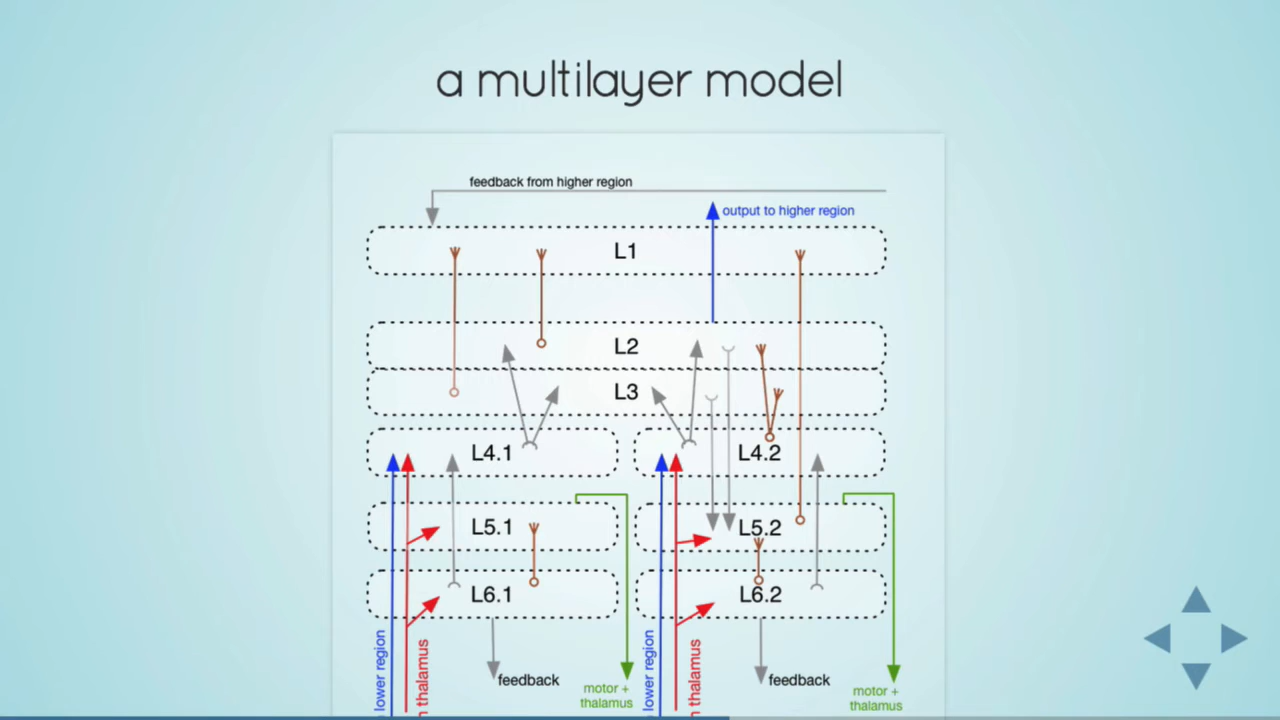 a multilayer model
feedback from higher region
output to higher region
L1
L2
L3
L4.1
L4.2
L5.1
L5.2
L6.1
L6.2
lower region
thalamus
feedback
motor +
thalamus
lower region
thalamus
feedback
motor +
thalamus